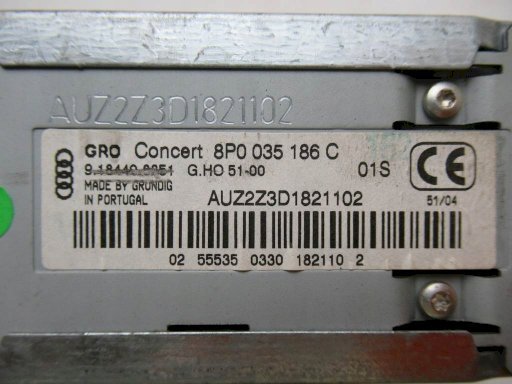 AUZ2Z3D1821102
GRO Concert 8P0 035 186 C
G.HO 51-00 01S
MADE BY GRUNDIG
IN PORTUGAL
AUZ2Z3D1821102
CE
51/04
02 55535 0330 182110 2